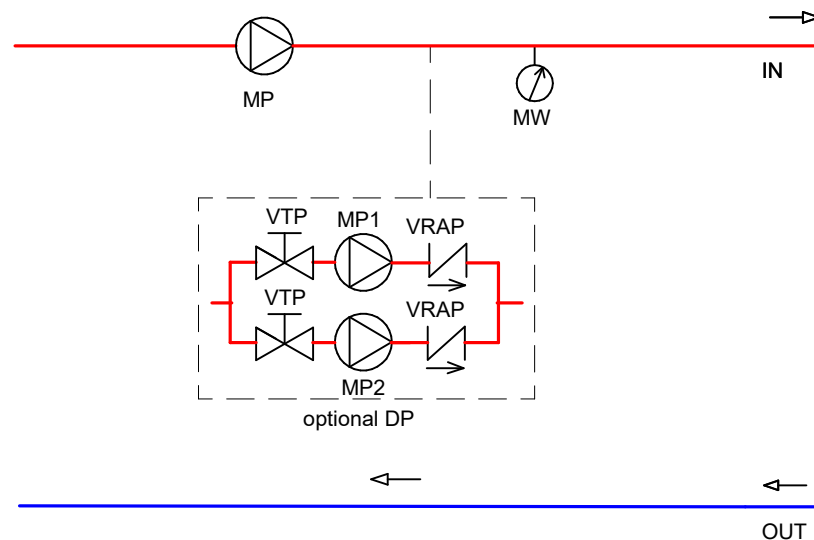 IN
MP
MW
VTP
MP1
VRAP
VTP
VRAP
MP2
optional DP
OUT